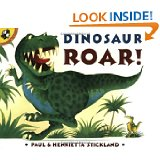 LOOK INSIDE!
DINOSAUR
ROAR!
PAUL & HENRIETTA STICKLAND